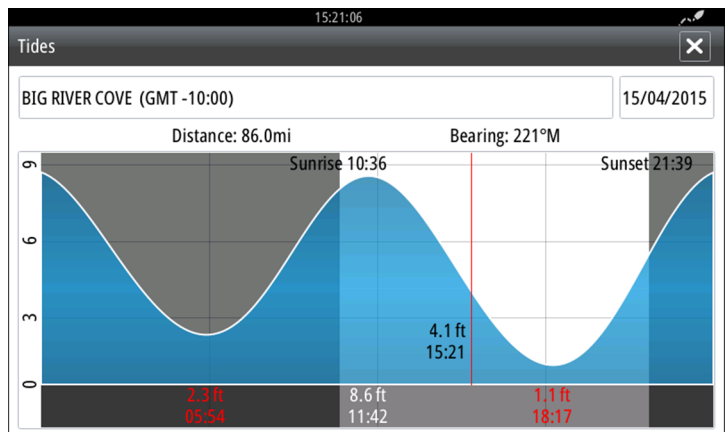 15:21:06
Tides
BIG RIVER COVE (GMT -10:00)
15/04/2015
Distance: 86.0mi
Bearing: 221°M
Sunrise 10:36
Sunset 21:39
9
6
3
0
4.1 ft
15:21
2.3 ft
05:54
8.6 ft
11:42
1.1 ft
18:17